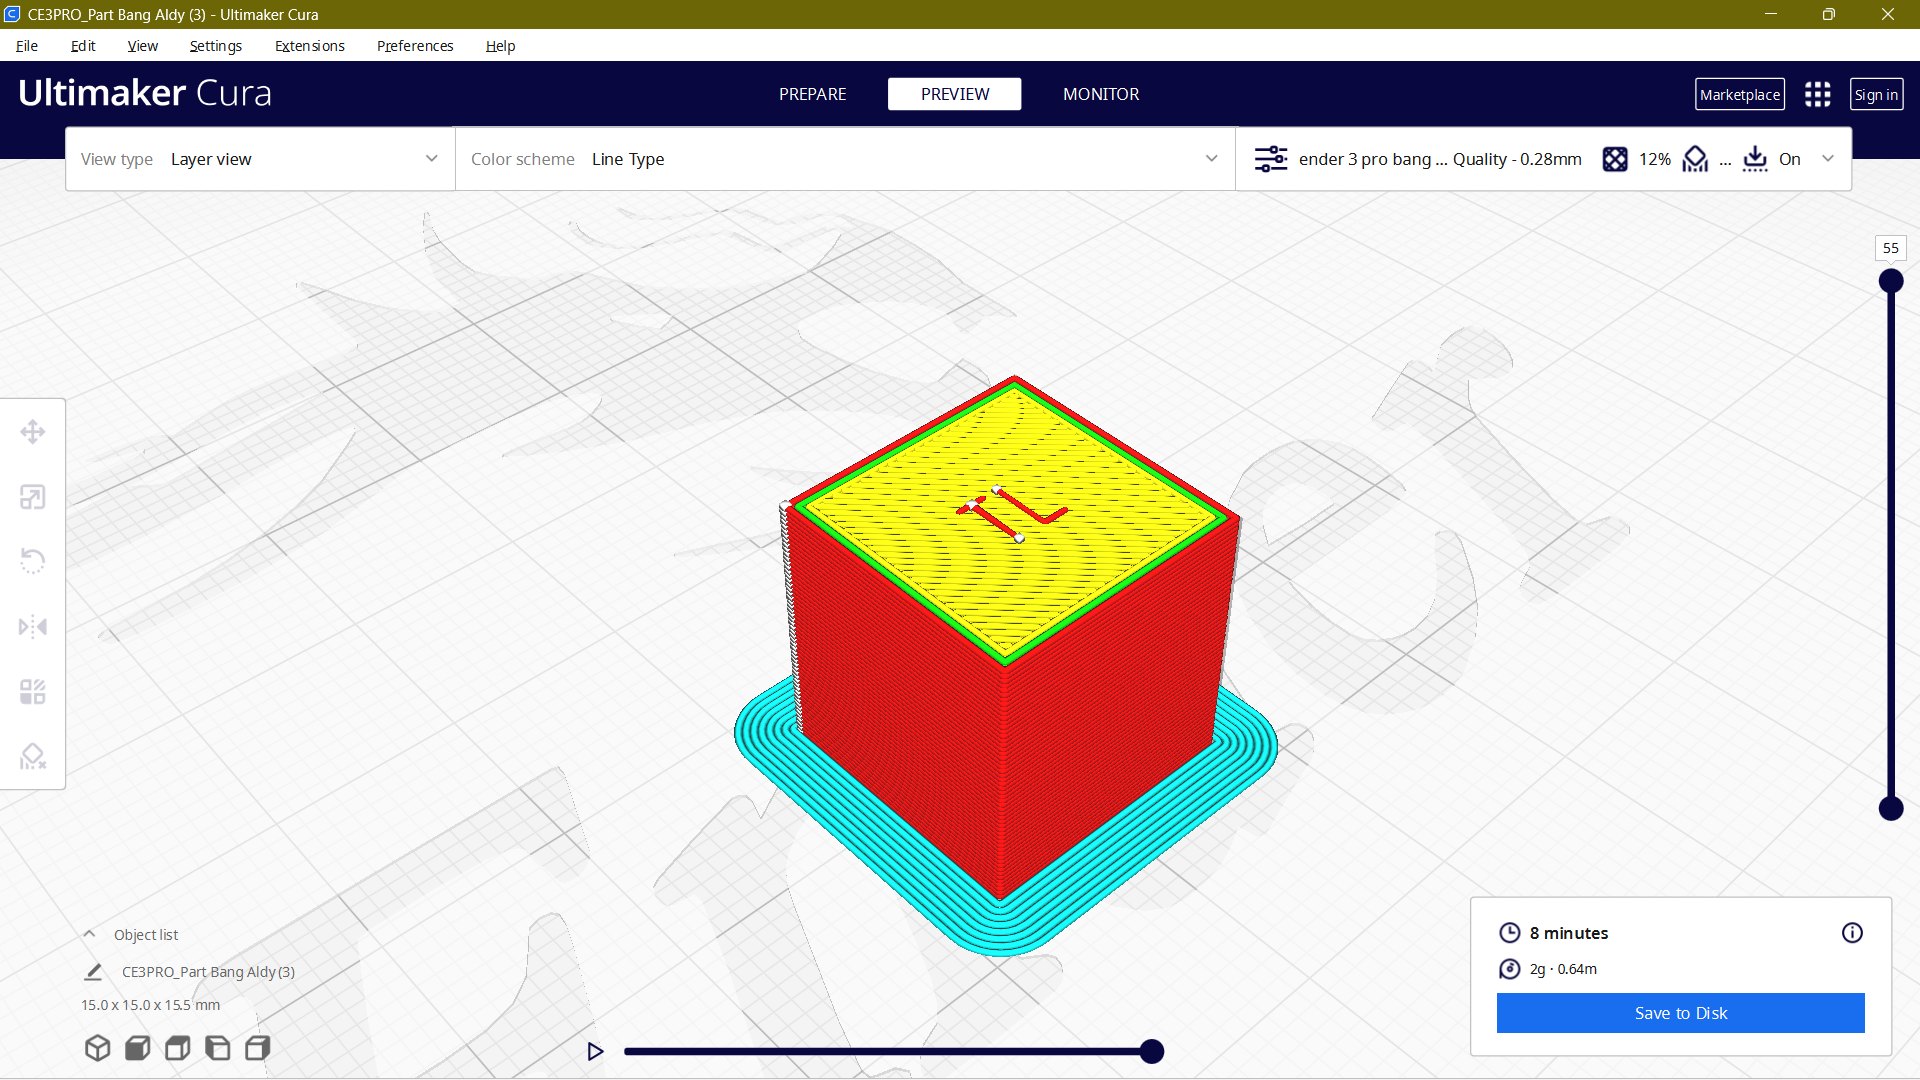 CE3PRO_Part Bang Aldy (3) - Ultimaker Cura
File Edit View Settings Extensions Preferences Help
Ultimaker Cura PREPARE PREVIEW MONITOR Marketplace Sign in
View type Layer view Color scheme Line Type ender 3 pro bang ... Quality - 0.28mm 12% ... On
55
TL
Object list
CE3PRO_Part Bang Aldy (3)
15.0 x 15.0 x 15.5 mm
8 minutes
2g · 0.64m
Save to Disk